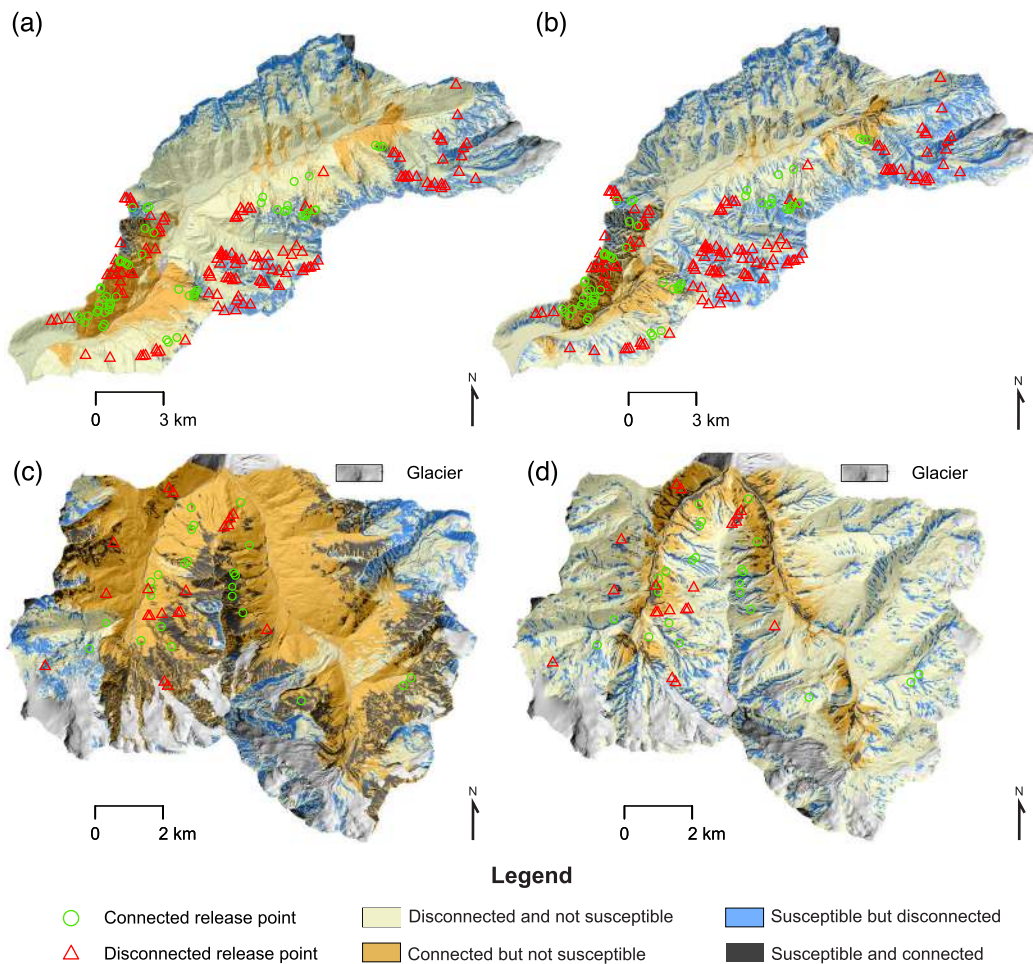 (a)
(b)
N
N
0 3 km
0 3 km
(c)
Glacier
(d)
Glacier
N
N
0 2 km
0 2 km
Legend
Connected release point
Disconnected and not susceptible
Susceptible but disconnected
Disconnected release point
Connected but not susceptible
Susceptible and connected